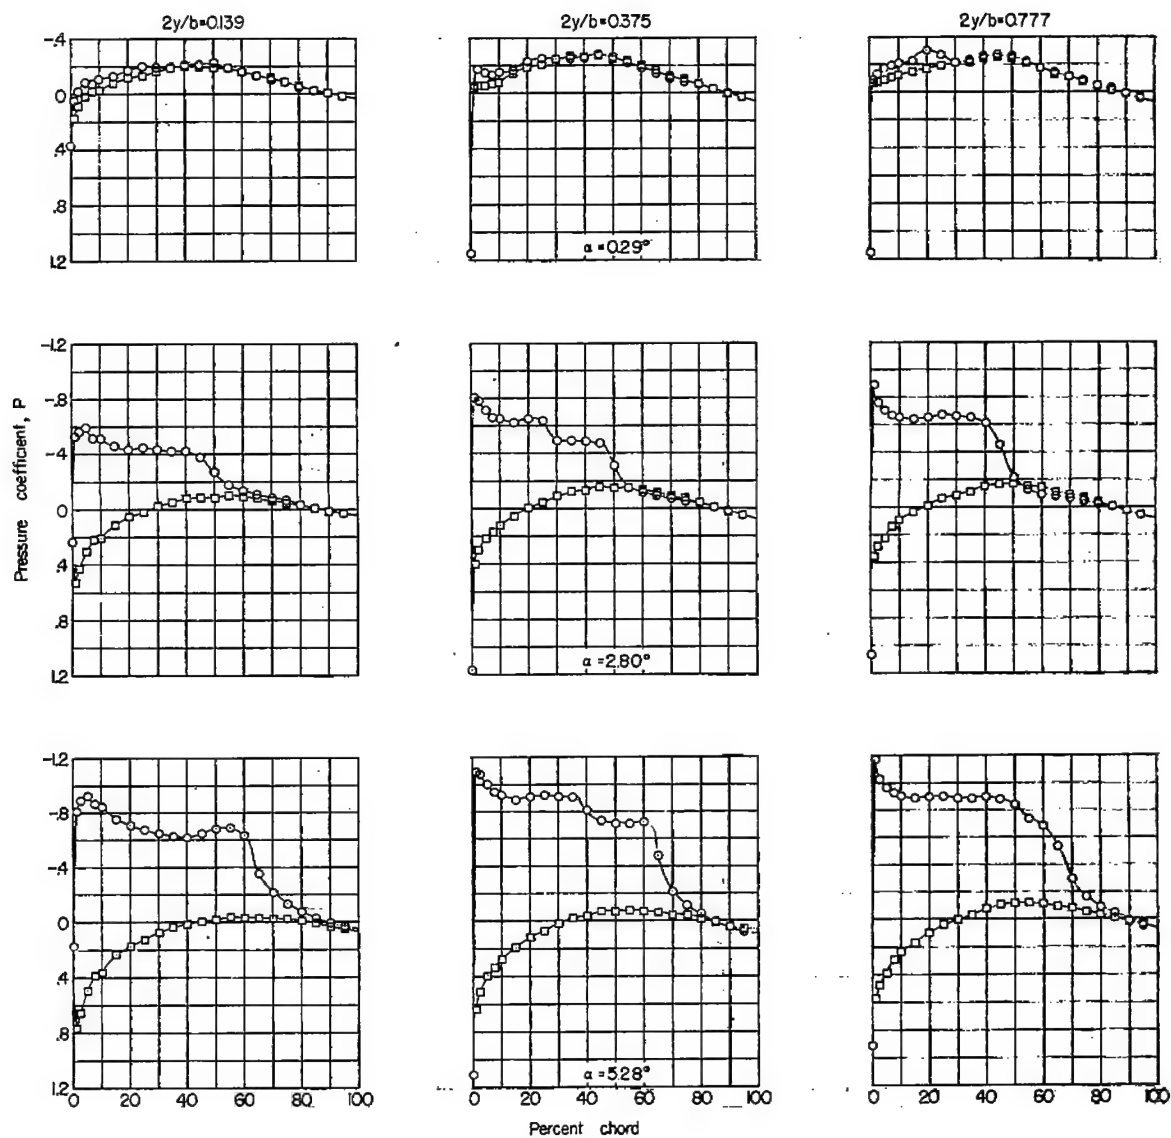 2y/b=0.139 2y/b=0.375 2y/b=0.777
-.4
0
.4
.8
1.2
α = 0.29°
-1.2
-.8
-.4
0
.4
.8
1.2
α = 2.80°
Pressure coefficient, P
-1.2
-.8
-.4
0
.4
.8
1.2
α = 5.28°
0 20 40 60 80 100 0 20 40 60 80 100 0 20 40 60 80 100
Percent chord